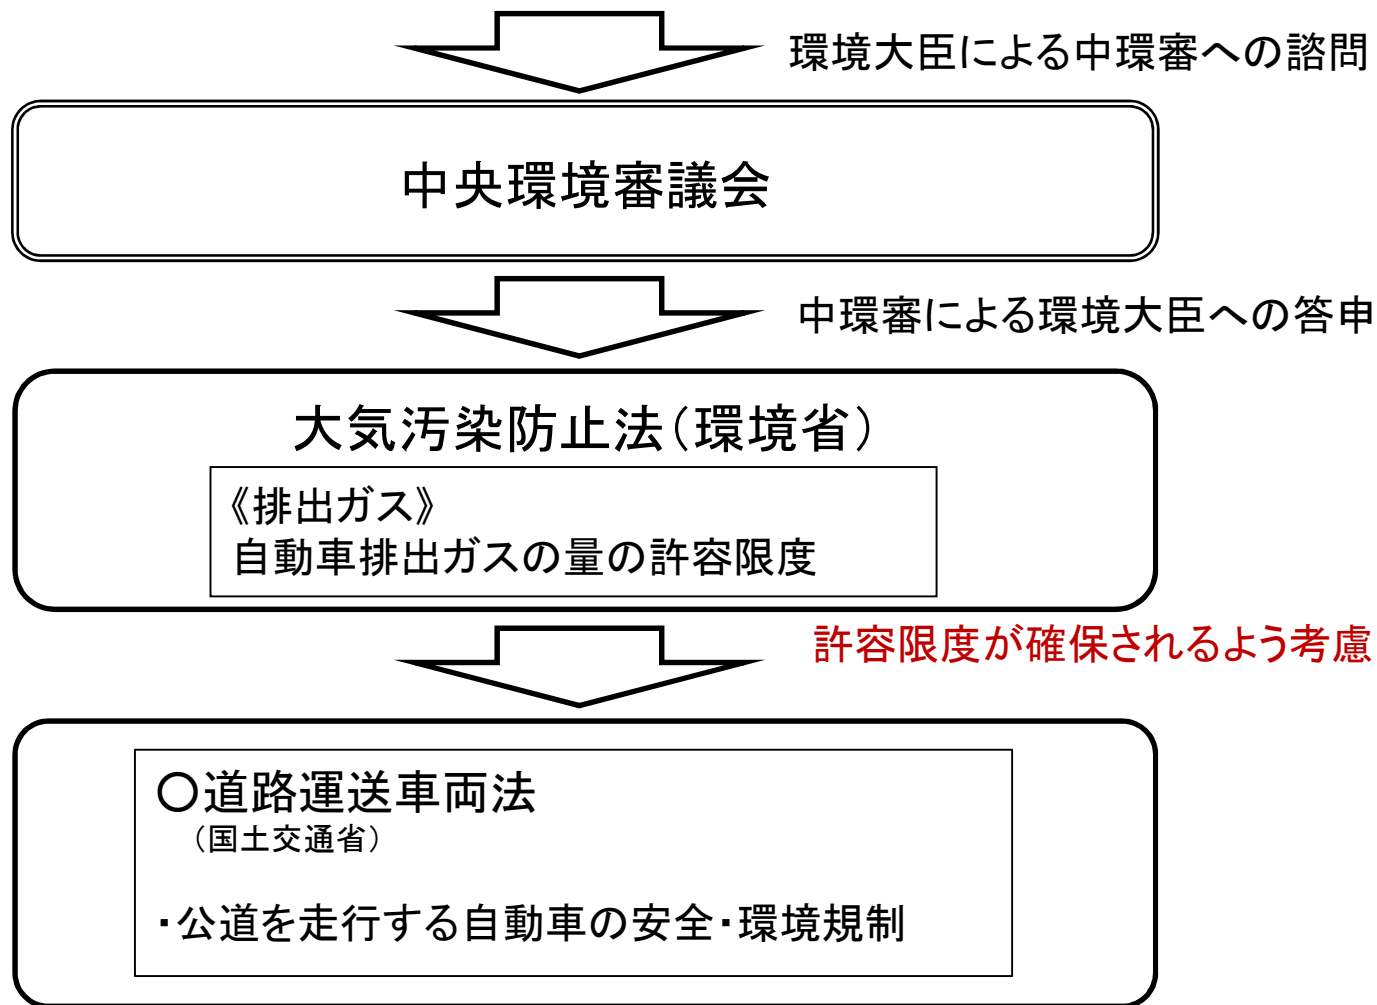 環境大臣による中環審への諮問
中央環境審議会
中環審による環境大臣への答申
大気汚染防止法（環境省）
《排出ガス》
自動車排出ガスの量の許容限度
許容限度が確保されるよう考慮
○道路運送車両法
（国土交通省）
・公道を走行する自動車の安全・環境規制